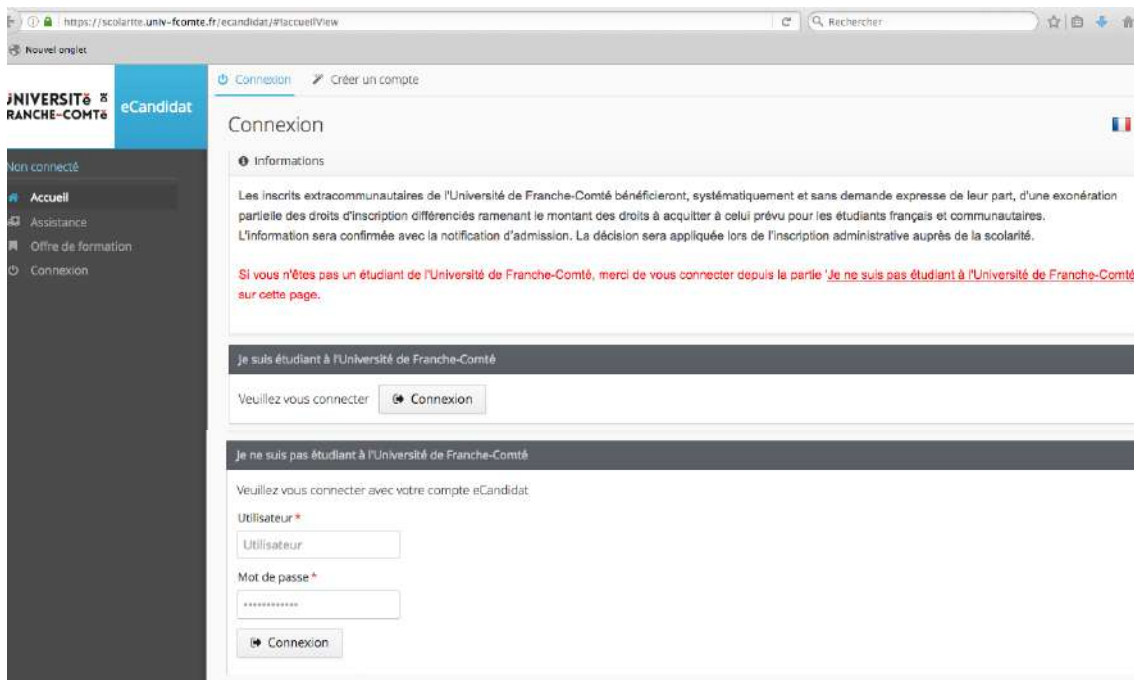 https://scolarite.univ-fcomte.fr/ecandidat/#!accueilView
Rechercher
Nouvel onglet
UNIVERSITĕ
FRANCHE-COMTĕ
eCandidat
Connexion
Créer un compte
Connexion
Non connecté
Accueil
Assistance
Offre de formation
Connexion
Informations
Les inscrits extracommunautaires de l'Université de Franche-Comté bénéficieront, systématiquement et sans demande expresse de leur part, d'une exonération
partielle des droits d'inscription différenciés ramenant le montant des droits à acquitter à celui prévu pour les étudiants français et communautaires.
L'information sera confirmée avec la notification d'admission. La décision sera appliquée lors de l'inscription administrative auprès de la scolarité.
Si vous n'êtes pas un étudiant de l'Université de Franche-Comté, merci de vous connecter depuis la partie 'Je ne suis pas étudiant à l'Université de Franche-Comté
sur cette page.
Je suis étudiant à l'Université de Franche-Comté
Veuillez vous connecter
Connexion
Je ne suis pas étudiant à l'Université de Franche-Comté
Veuillez vous connecter avec votre compte eCandidat
Utilisateur *
Utilisateur
Mot de passe *
************
Connexion